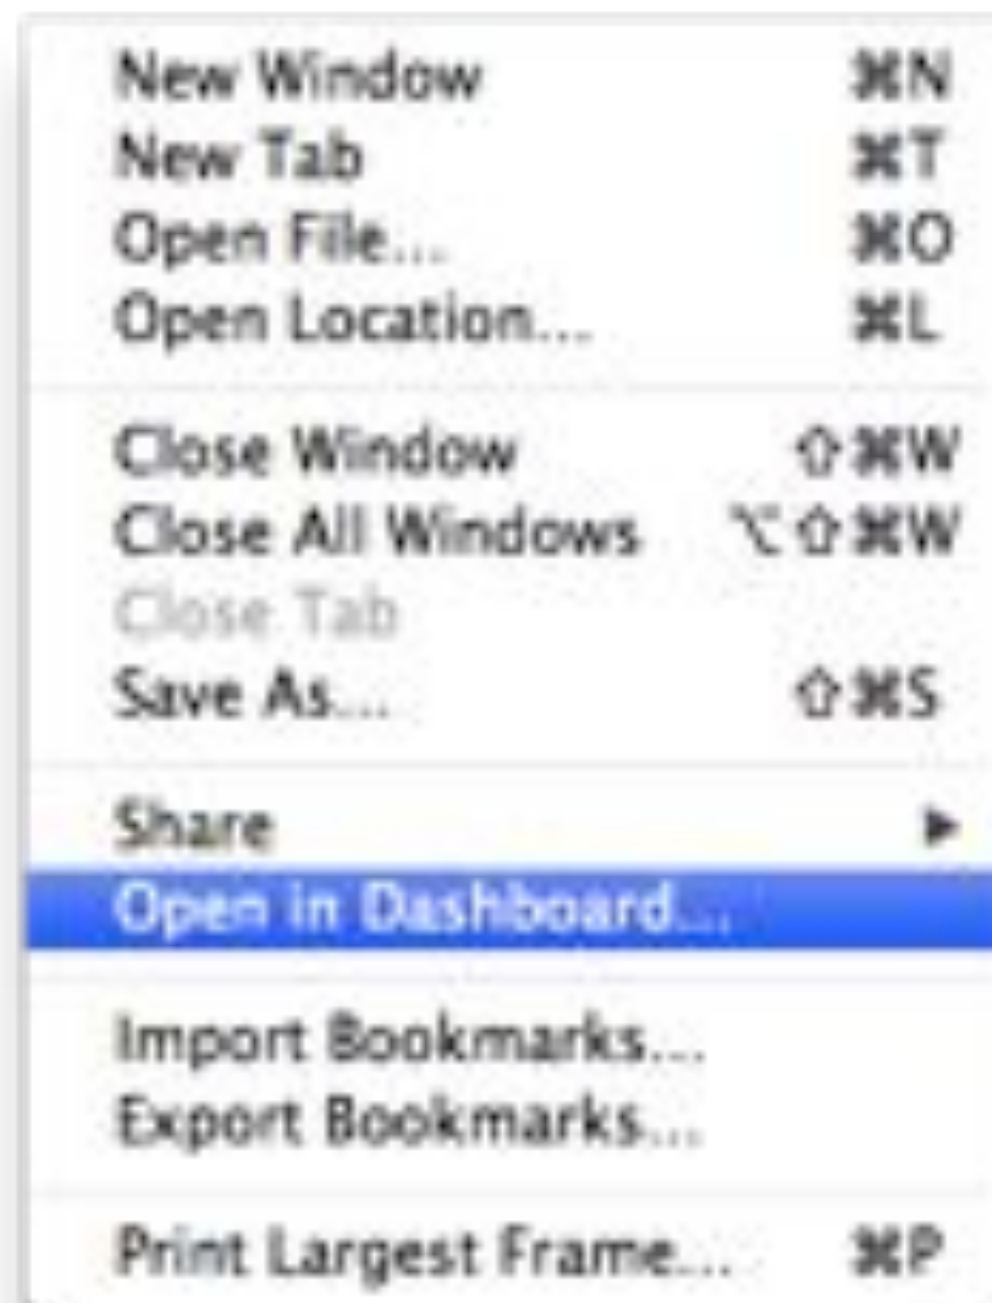 New Window ⌘N
New Tab ⌘T
Open File... ⌘O
Open Location... ⌘L
Close Window ⇧⌘W
Close All Windows ⌥⇧⌘W
Close Tab
Save As... ⇧⌘S
Share ▶
Open in Dashboard...
Import Bookmarks...
Export Bookmarks...
Print Largest Frame... ⌘P